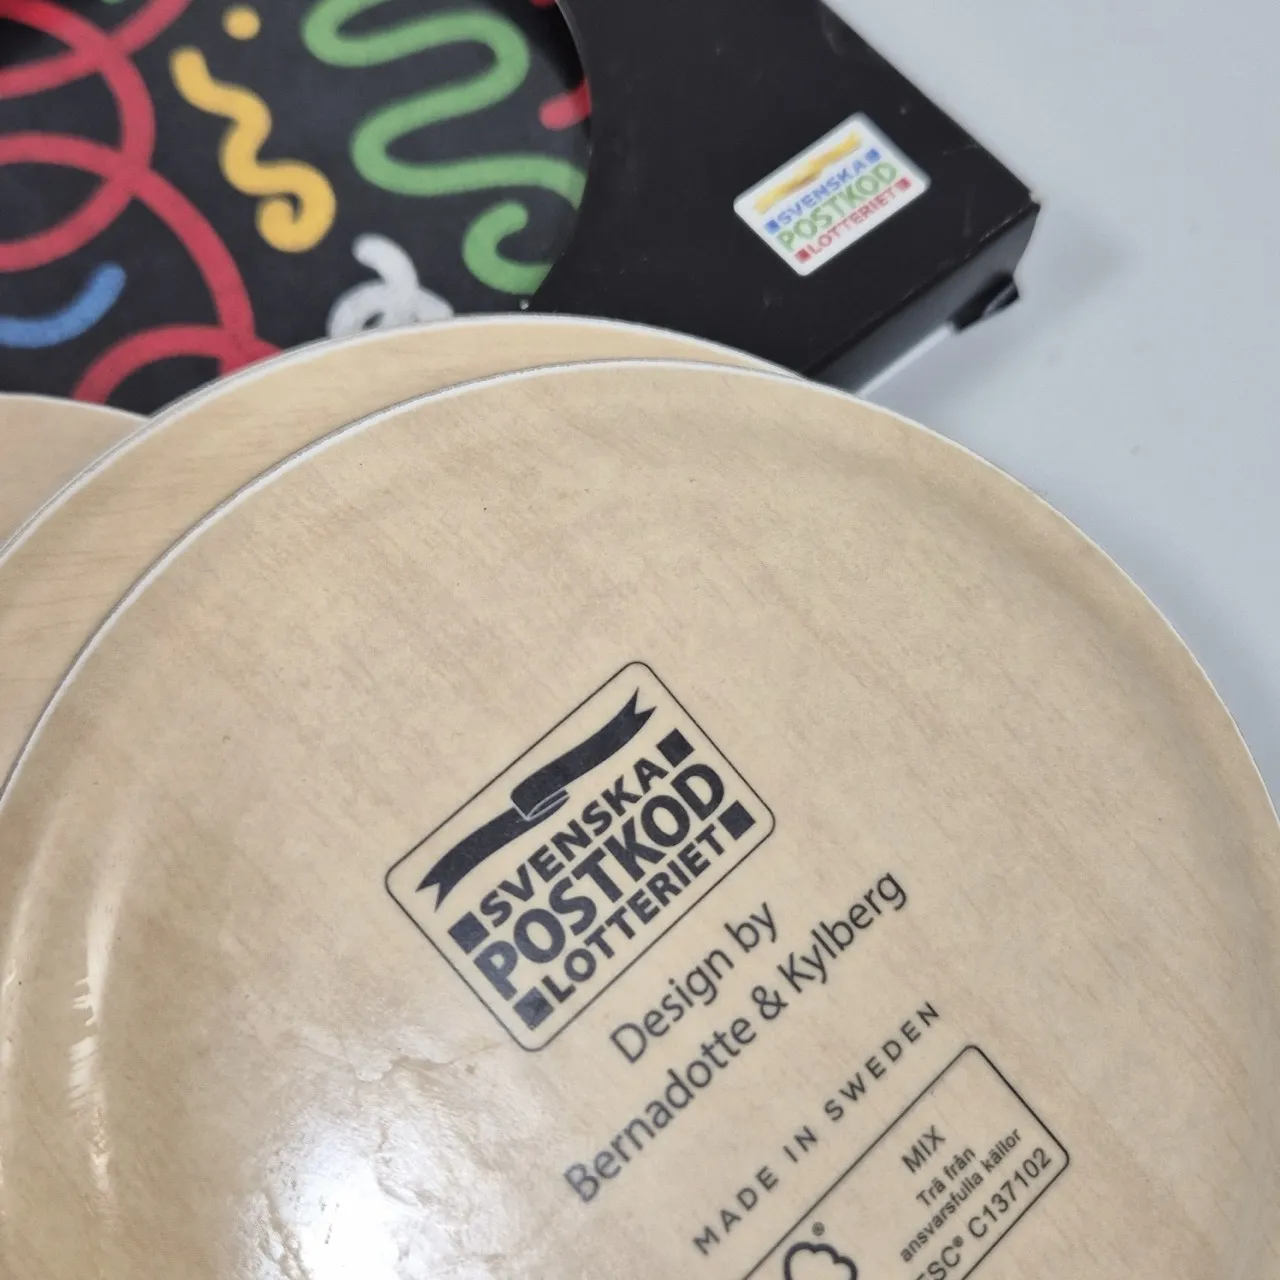 SVENSKA
POSTKOD
LOTTERIET
SVENSKA
POSTKOD
LOTTERIET
Design by
Bernadotte & Kylberg
MADE IN SWEDEN
MIX
Trä från
ansvarsfulla källor
FSC® C137102
®